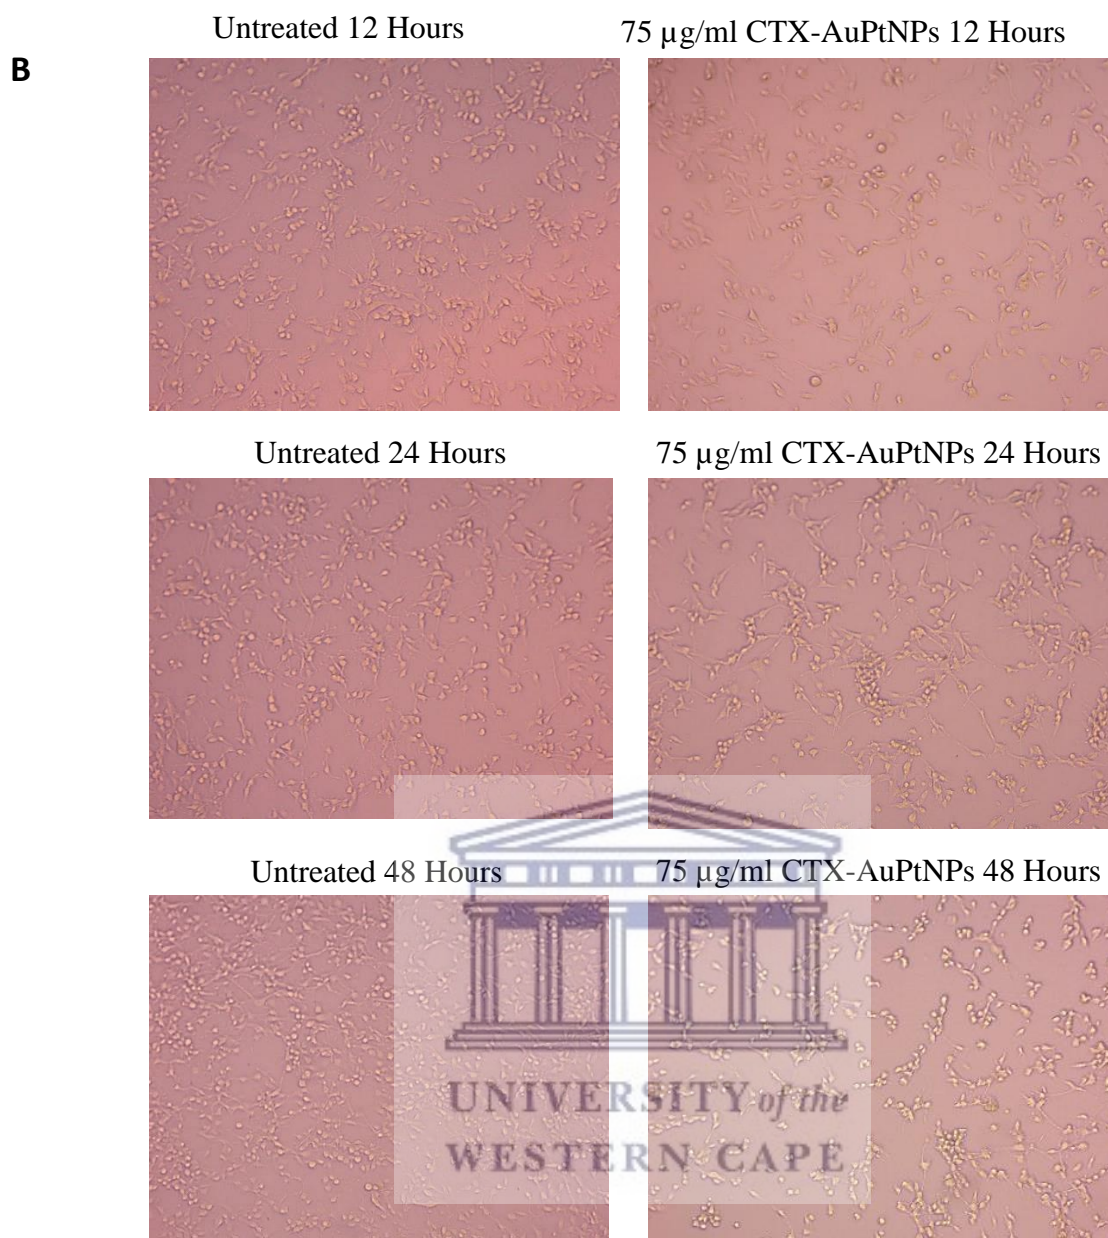 Untreated 12 Hours
75 µg/ml CTX-AuPtNPs 12 Hours
B
Untreated 24 Hours
75 µg/ml CTX-AuPtNPs 24 Hours
Untreated 48 Hours
75 µg/ml CTX-AuPtNPs 48 Hours
UNIVERSITY of the
WESTERN CAPE